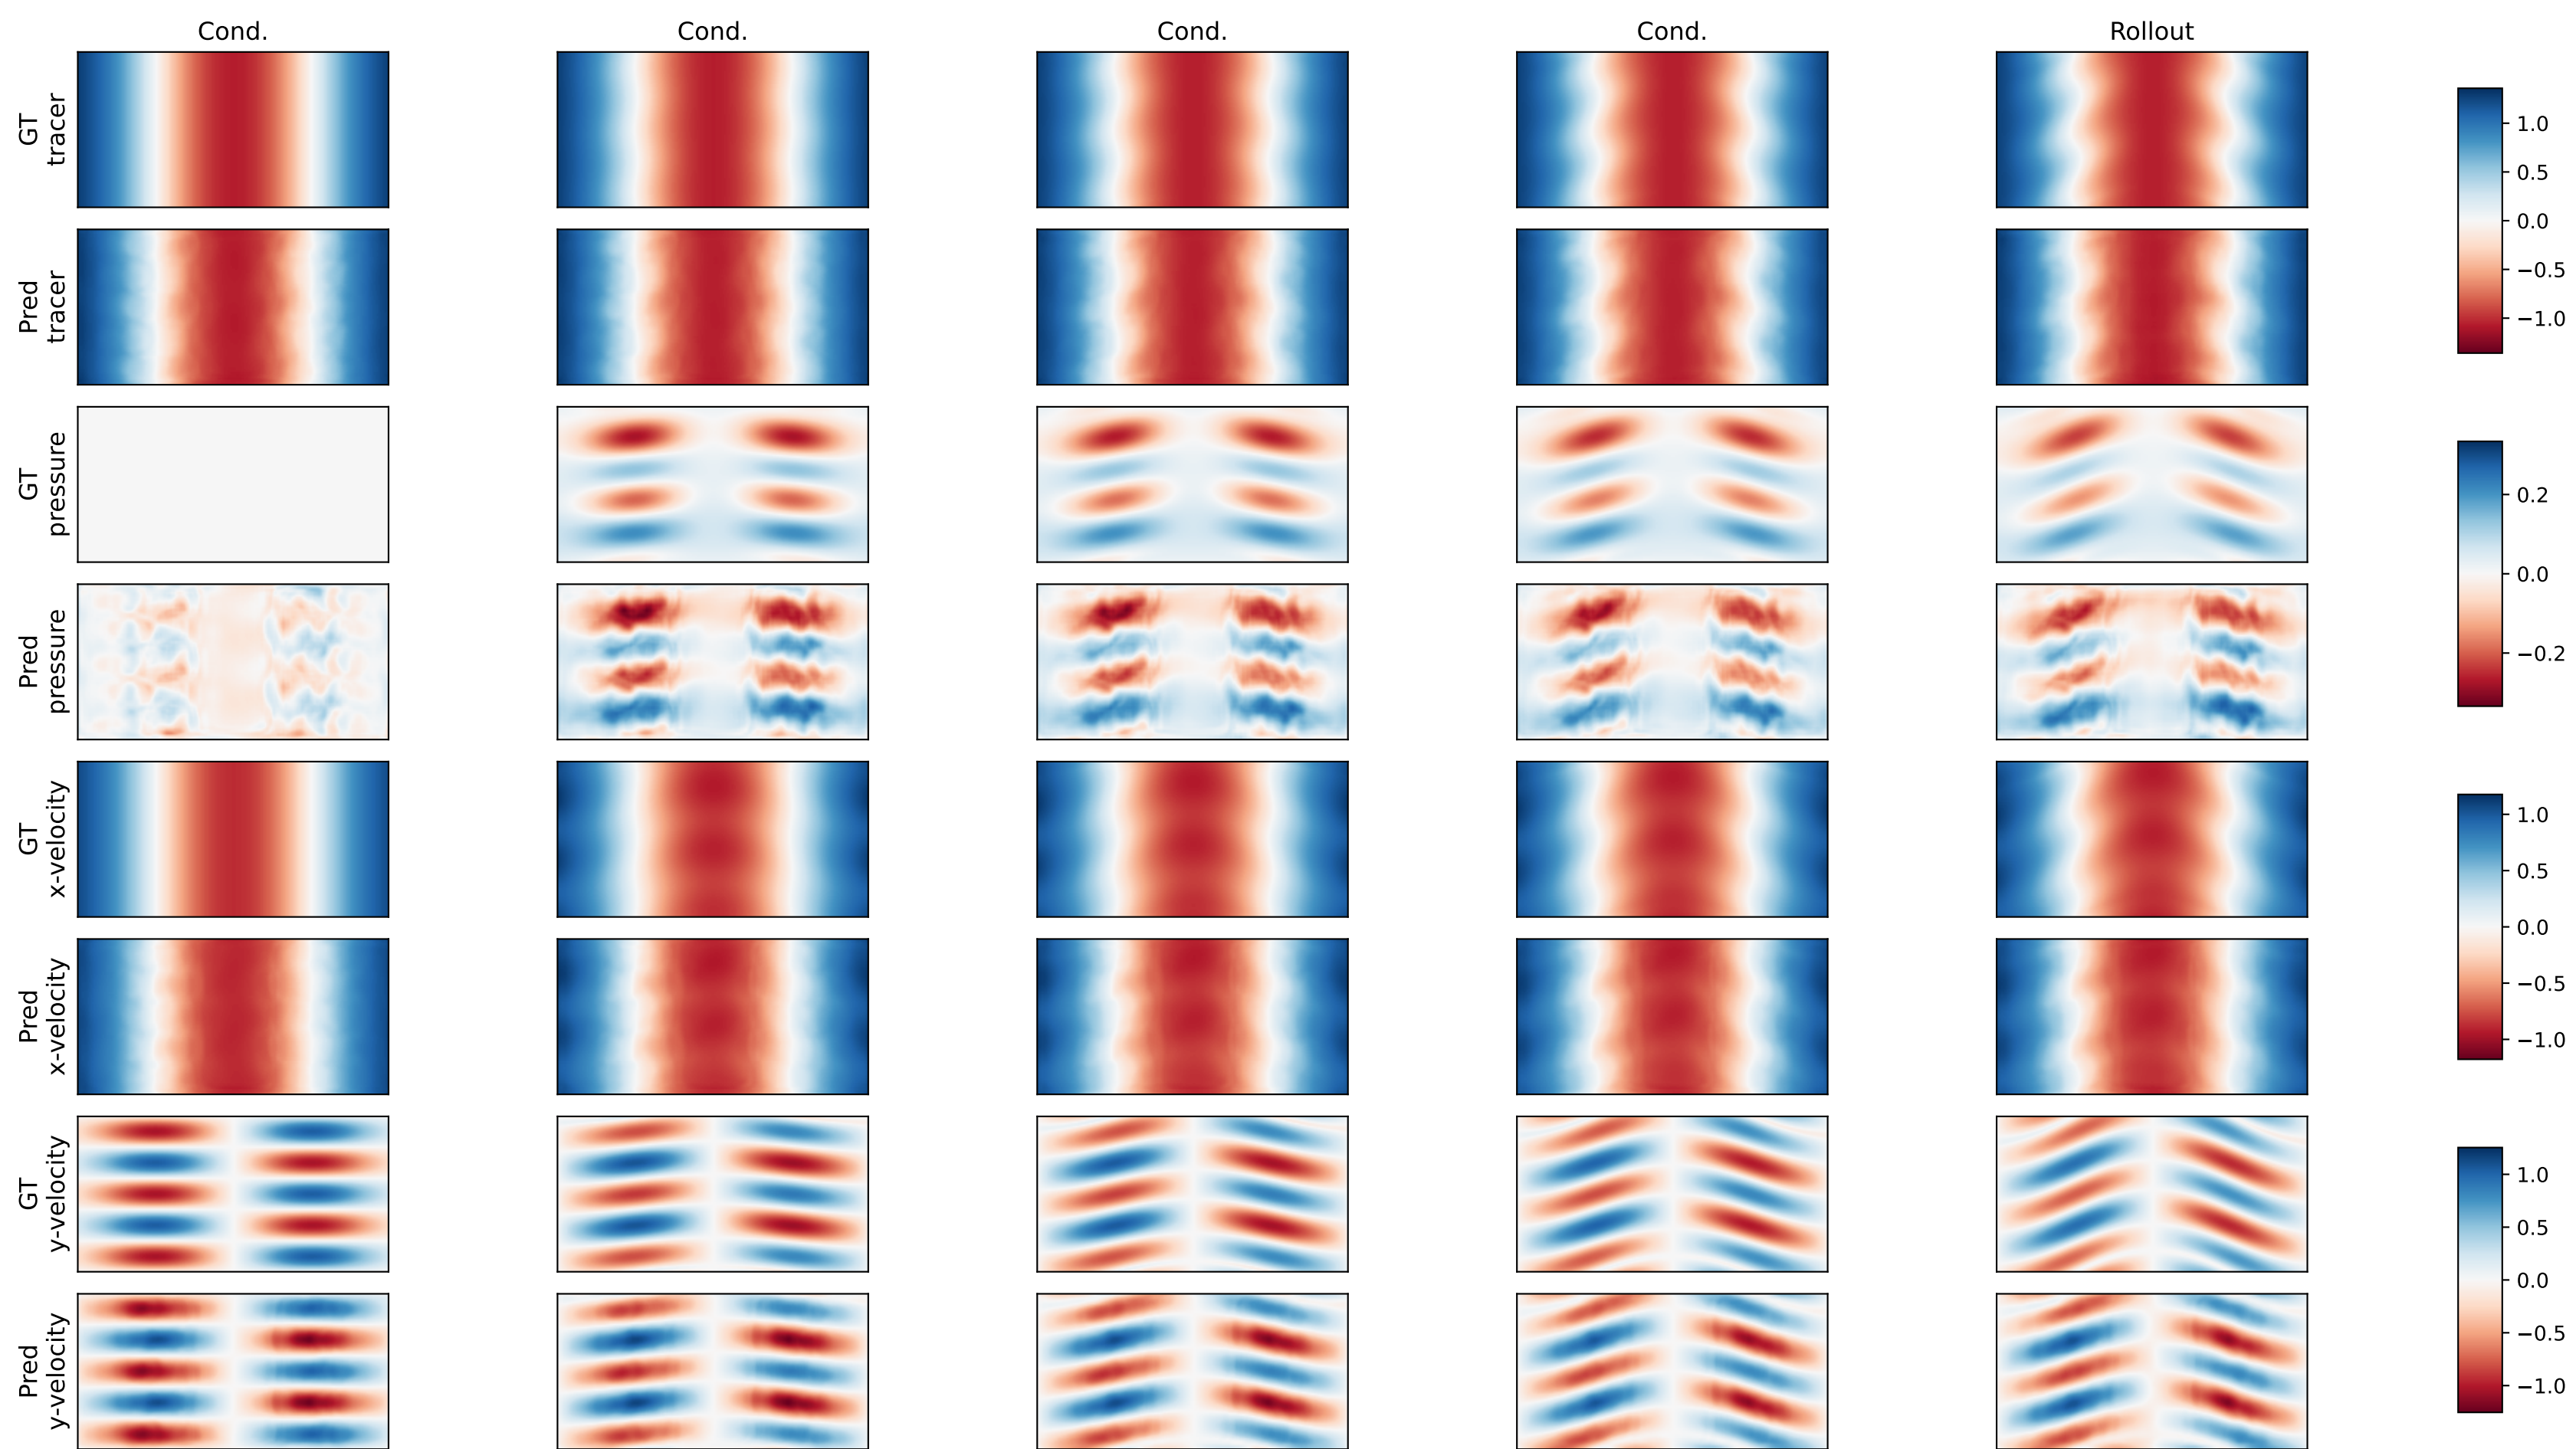 Cond.
Cond.
Cond.
Cond.
Rollout
GT
tracer
1.0
0.5
0.0
−0.5
−1.0
Pred
tracer
GT
pressure
0.2
0.0
−0.2
Pred
pressure
GT
x-velocity
1.0
0.5
0.0
−0.5
−1.0
Pred
x-velocity
GT
y-velocity
1.0
0.5
0.0
−0.5
−1.0
Pred
y-velocity